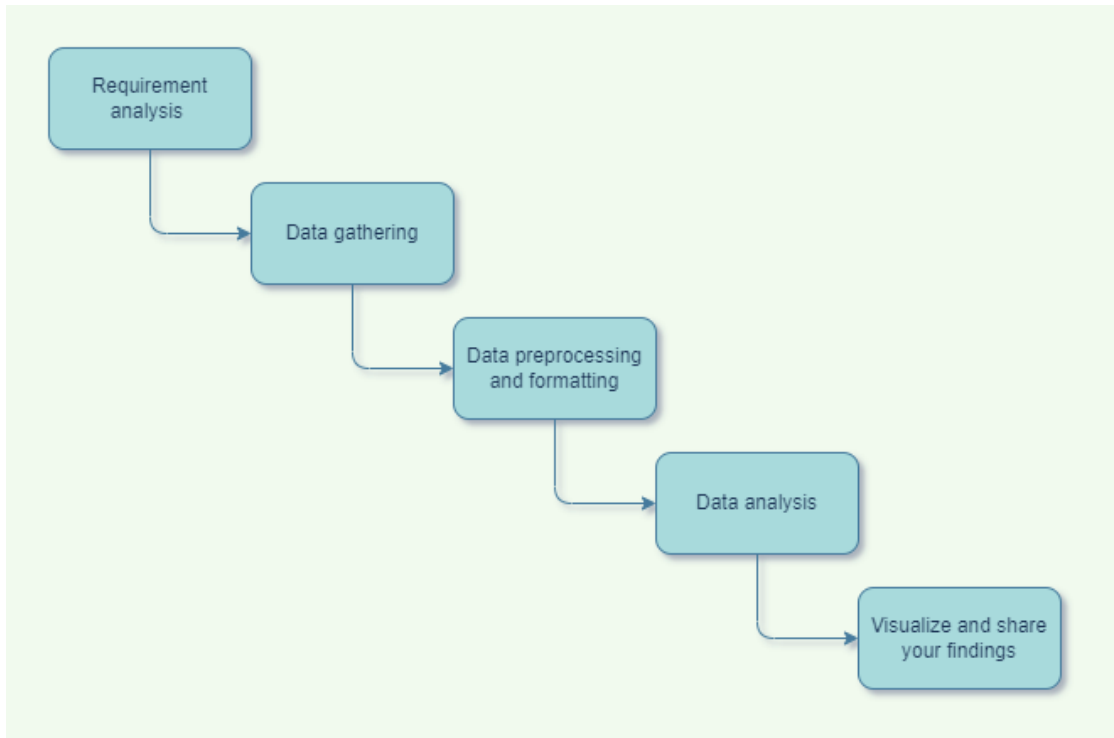 Requirement
analysis
Data gathering
Data preprocessing
and formatting
Data analysis
Visualize and share
your findings